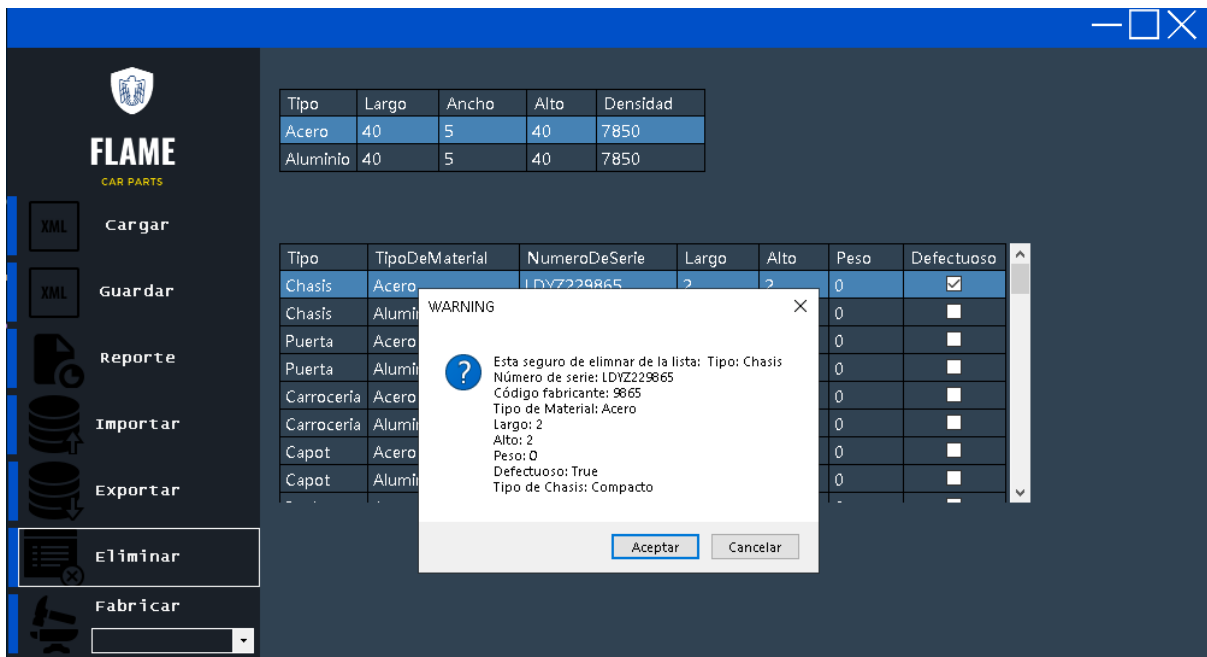 FLAME
CAR PARTS
XML Cargar
XML Guardar
Reporte
Importar
Exportar
Eliminar
Fabricar
Tipo Largo Ancho Alto Densidad
Acero 40 5 40 7850
Aluminio 40 5 40 7850
Tipo TipoDeMaterial NumeroDeSerie Largo Alto Peso Defectuoso
Chasis Acero LDYZ229865 2 2 0
Chasis 0
Puerta Acero 0
Puerta 0
Carroceria Acero 0
Carroceria 0
Capot Acero 0
Capot 0
WARNING
Esta seguro de elimnar de la lista: Tipo: Chasis
Número de serie: LDYZ229865
Código fabricante: 9865
Tipo de Material: Acero
Largo: 2
Alto: 2
Peso: 0
Defectuoso: True
Tipo de Chasis: Compacto
Aceptar Cancelar